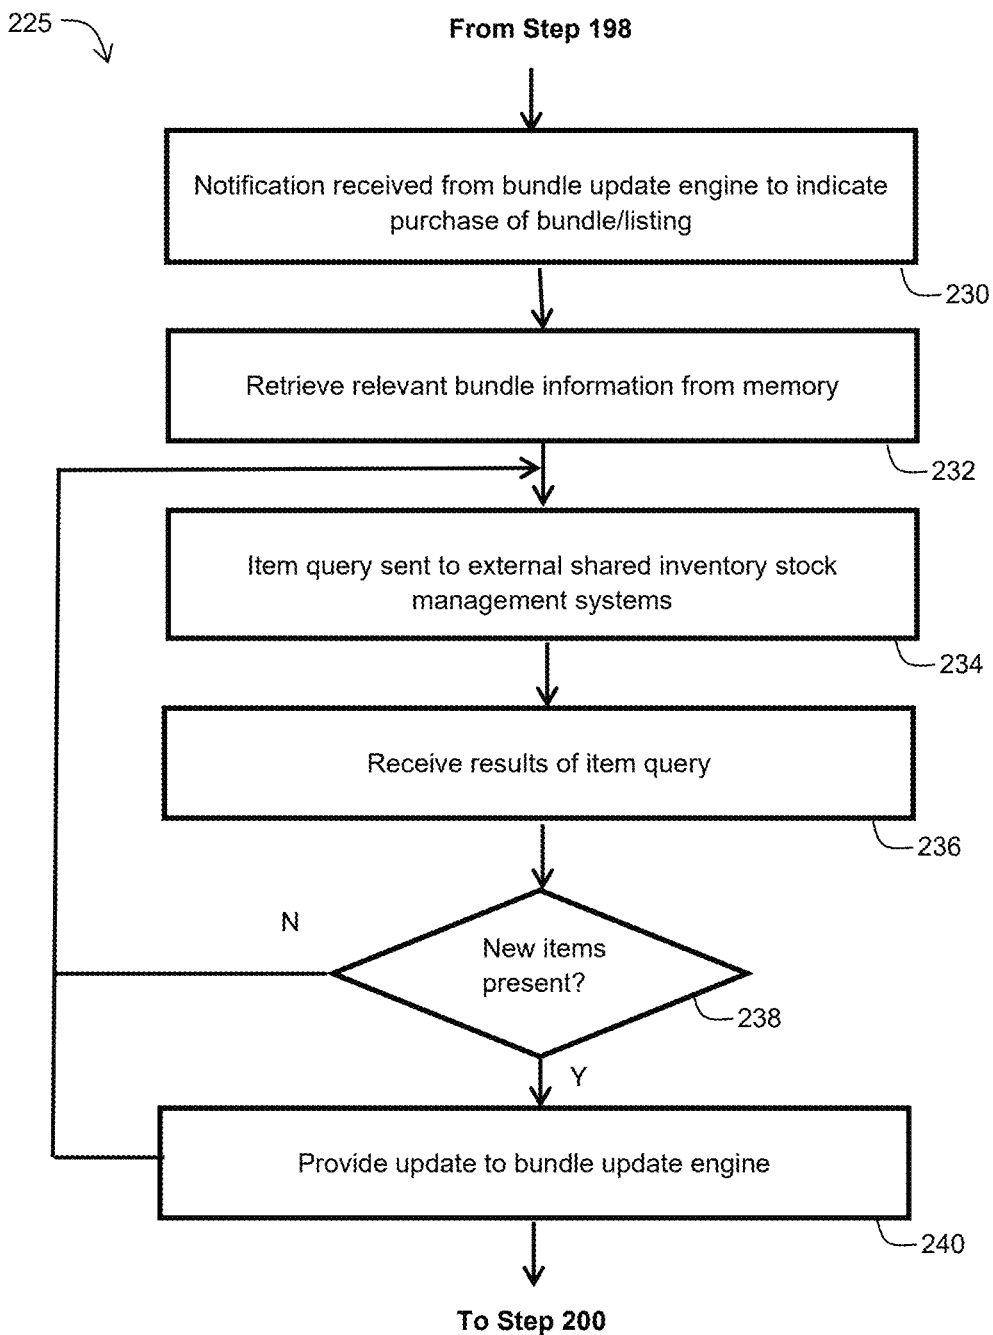 225
From Step 198
Notification received from bundle update engine to indicate
purchase of bundle/listing
230
Retrieve relevant bundle information from memory
232
Item query sent to external shared inventory stock
management systems
234
Receive results of item query
236
N
New items
present?
238
Y
Provide update to bundle update engine
240
To Step 200